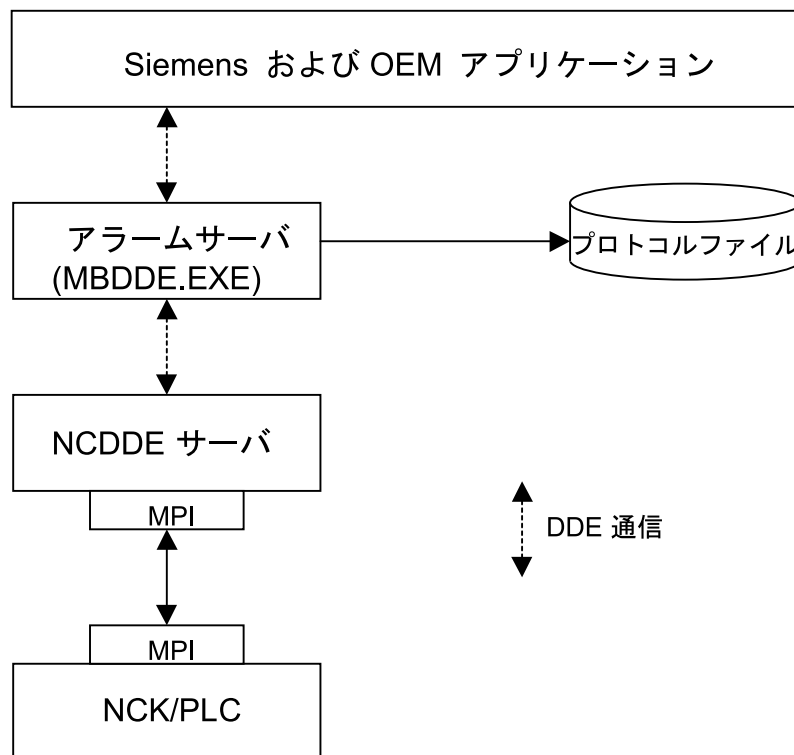 Siemens および OEM アプリケーション
アラームサーバ
(MBDDE.EXE)
プロトコルファイル
NCDDE サーバ
MPI
DDE 通信
MPI
NCK/PLC